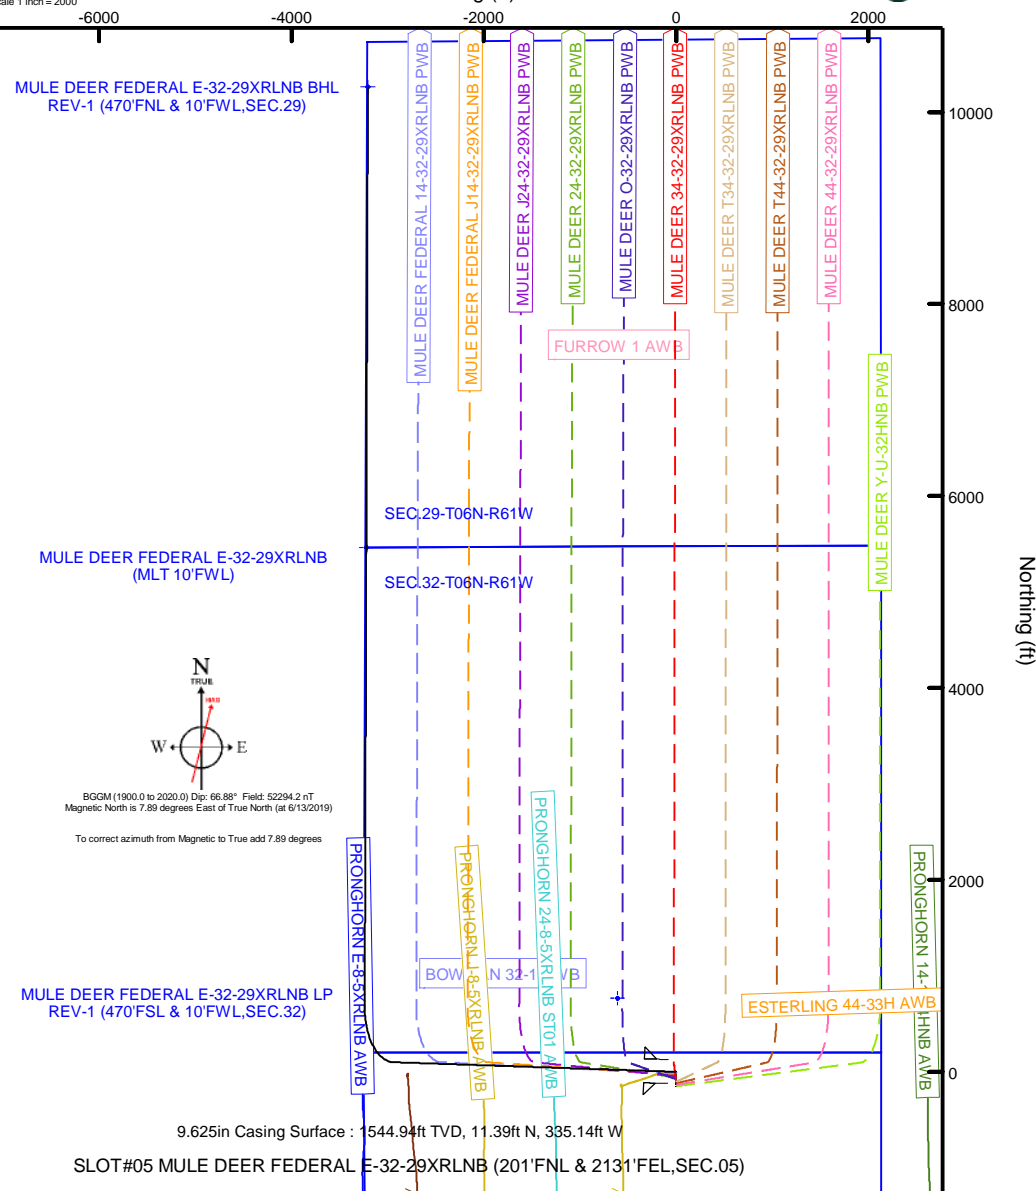 -6000
-4000
-2000
0
2000
MULE DEER FEDERAL E-32-29XRLNB BHL
REV-1 (470'FNL & 10'FWL,SEC.29)
MULE DEER FEDERAL 14-32-29XRLNB PWB
MULE DEER FEDERAL J14-32-29XRLNB PWB
MULE DEER J24-32-29XRLNB PWB
MULE DEER 24-32-29XRLNB PWB
MULE DEER O-32-29XRLNB PWB
MULE DEER 34-32-29XRLNB PWB
MULE DEER T34-32-29XRLNB PWB
MULE DEER T44-32-29XRLNB PWB
MULE DEER 44-32-29XRLNB PWB
10000
8000
FURROW 1 AWB
MULE DEER Y-U-32HNB PWB
6000
SEC.29-T06N-R61W
MULE DEER FEDERAL E-32-29XRLNB
(MLT 10'FWL)
SEC.32-T06N-R61W
Northing (ft)
N
TRUE
W
E
4000
BGGM (1900.0 to 2020.0) Dip: 66.88° Field: 52294.2 nT
Magnetic North is 7.89 degrees East of True North (at 6/13/2019)
To correct azimuth from Magnetic to True add 7.89 degrees
PRONGHORN E-8-5XRLNB AWB
PRONGHORN J-8-5XRLNB AWB
PRONGHORN 24-8-5XRLNB ST01 AWB
2000
MULE DEER FEDERAL E-32-29XRLNB LP
REV-1 (470'FSL & 10'FWL,SEC.32)
ESTERLING 44-33H AWB
0
9.625in Casing Surface : 1544.94ft TVD, 11.39ft N, 335.14ft W
SLOT#05 MULE DEER FEDERAL E-32-29XRLNB (201'FNL & 2131'FEL,SEC.05)